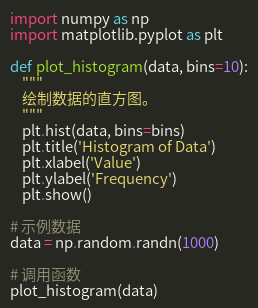 import numpy as np
import matplotlib.pyplot as plt

def plot_histogram(data, bins=10):
    """
    绘制数据的直方图。
    """
    plt.hist(data, bins=bins)
    plt.title('Histogram of Data')
    plt.xlabel('Value')
    plt.ylabel('Frequency')
    plt.show()

# 示例数据
data = np.random.randn(1000)

# 调用函数
plot_histogram(data)